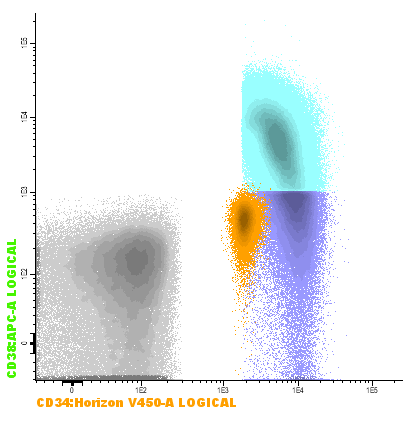 1E5
1E4
1E3
1E2
0
CD38:APC-A LOGICAL
0 1E2 1E3 1E4 1E5
CD34:Horizon V450-A LOGICAL